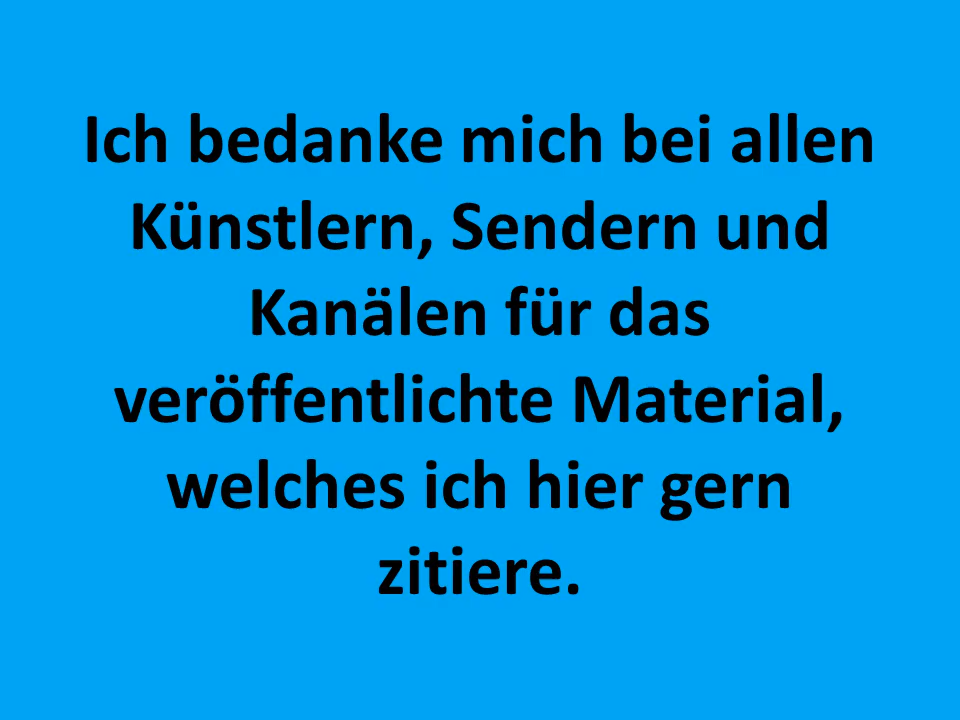 Ich bedanke mich bei allen
Künstlern, Sendern und
Kanälen für das
veröffentlichte Material,
welches ich hier gern
zitiere.